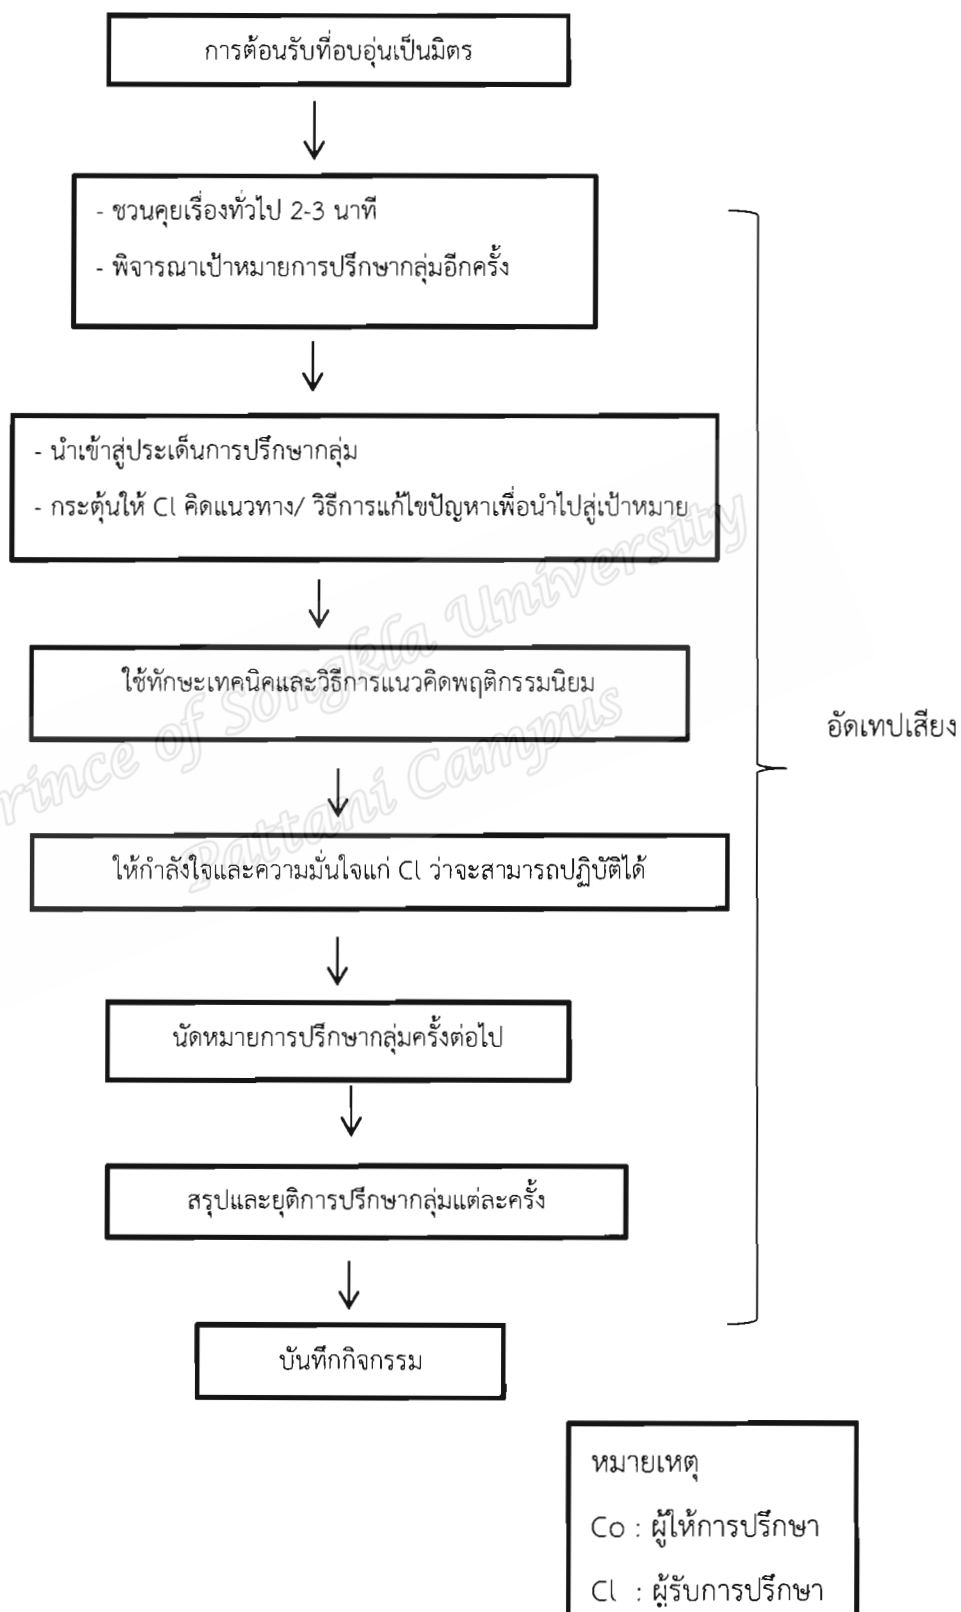 การต้อนรับที่อบอุ่นเป็นมิตร
- ชวนคุยเรื่องทั่วไป 2-3 นาที
- พิจารณาเป้าหมายการปรึกษากลุ่มอีกครั้ง
- นำเข้าสู่ประเด็นการปรึกษากลุ่ม
- กระตุ้นให้ Cl คิดแนวทาง/ วิธีการแก้ไขปัญหาเพื่อนำไปสู่เป้าหมาย
ใช้ทักษะเทคนิคและวิธีการแนวคิดพฤติกรรมนิยม
อัดเทปเสียง
ให้กำลังใจและความมั่นใจแก่ Cl ว่าจะสามารถปฏิบัติได้
นัดหมายการปรึกษากลุ่มครั้งต่อไป
สรุปและยุติการปรึกษากลุ่มแต่ละครั้ง
บันทึกกิจกรรม
หมายเหตุ
Co : ผู้ให้การปรึกษา
Cl : ผู้รับการปรึกษา
Prince of Songkla University
Pattani Campus